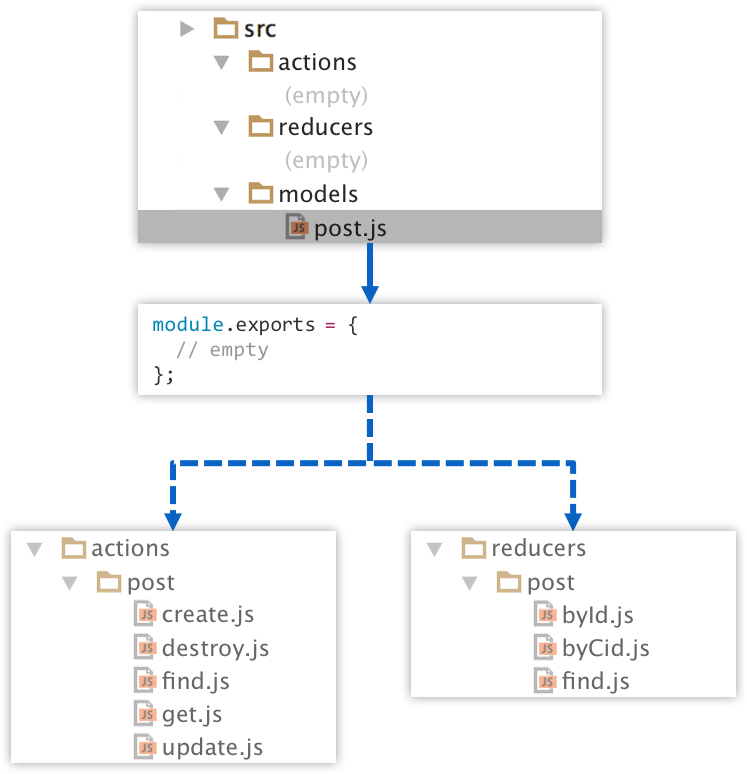 src
actions
(empty)
reducers
(empty)
models
JS post.js
module.exports = {
// empty
};
actions
post
JS create.js
JS destroy.js
JS find.js
JS get.js
JS update.js
reducers
post
JS byId.js
JS byCid.js
JS find.js